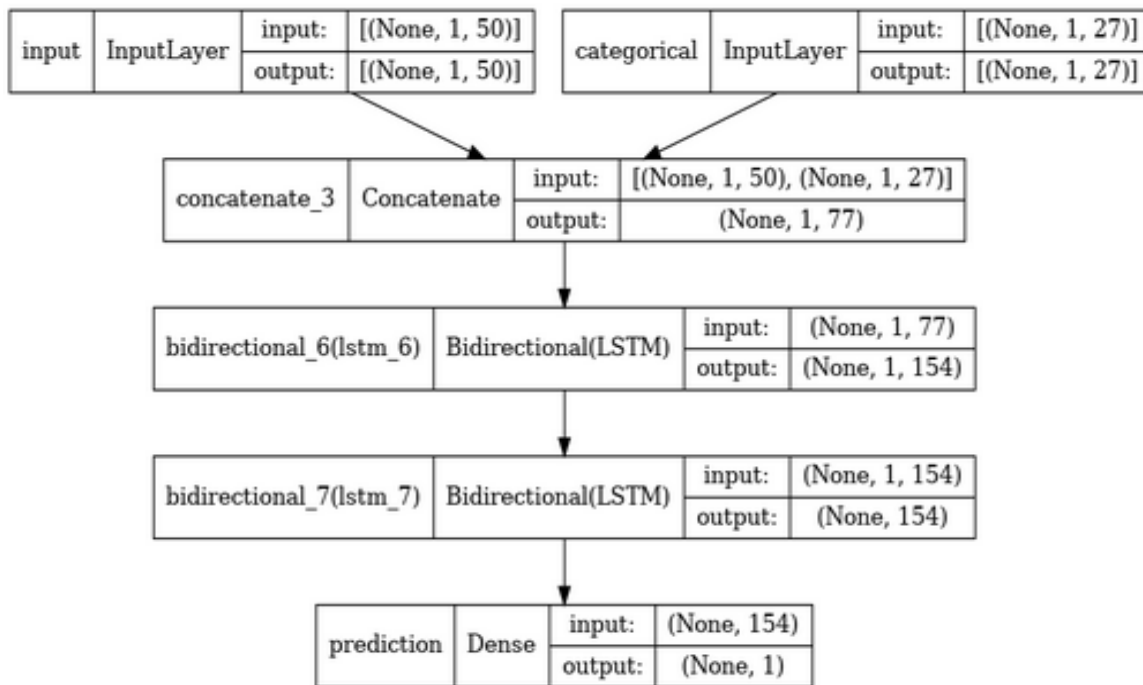 input InputLayer input: [(None, 1, 50)]
output: [(None, 1, 50)]
categorical InputLayer input: [(None, 1, 27)]
output: [(None, 1, 27)]
concatenate_3 Concatenate input: [(None, 1, 50), (None, 1, 27)]
output: (None, 1, 77)
bidirectional_6(lstm_6) Bidirectional(LSTM) input: (None, 1, 77)
output: (None, 1, 154)
bidirectional_7(lstm_7) Bidirectional(LSTM) input: (None, 1, 154)
output: (None, 154)
prediction Dense input: (None, 154)
output: (None, 1)